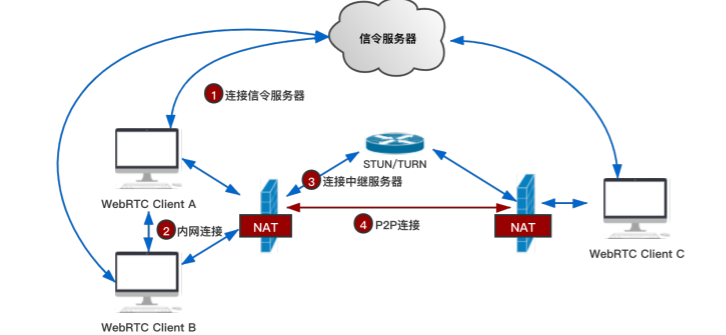 信令服务器
1 连接信令服务器
STUN/TURN
3 连接中继服务器
WebRTC Client A
2 内网连接
NAT
4 P2P连接
NAT
WebRTC Client C
WebRTC Client B